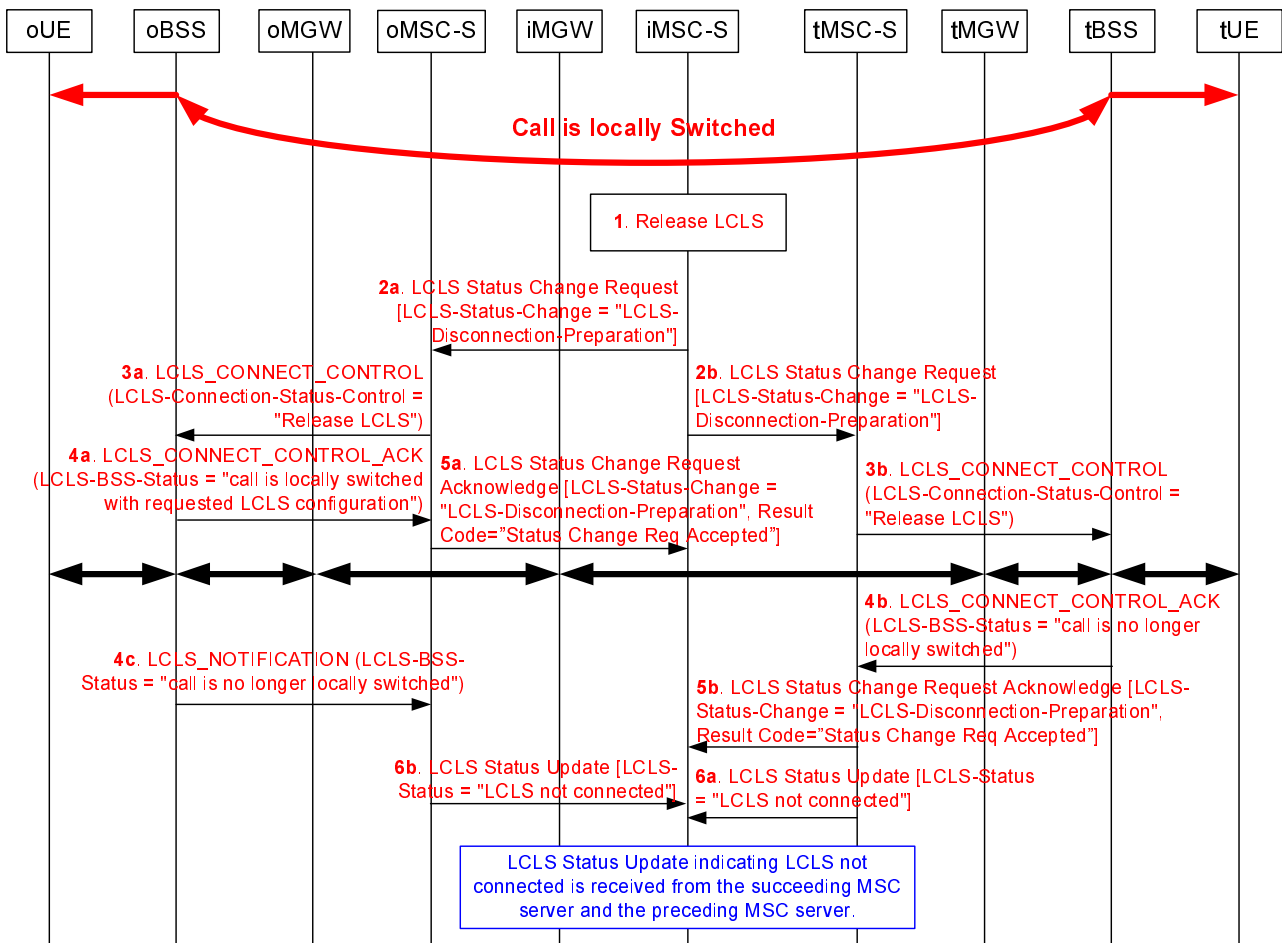 oUE oBSS oMGW oMSC-S iMGW iMSC-S tMSC-S tMGW tBSS tUE
Call is locally Switched
1. Release LCLS
2a. LCLS Status Change Request
[LCLS-Status-Change = "LCLS-
Disconnection-Preparation"]
3a. LCLS_CONNECT_CONTROL
(LCLS-Connection-Status-Control =
"Release LCLS")
2b. LCLS Status Change Request
[LCLS-Status-Change = "LCLS-
Disconnection-Preparation"]
4a. LCLS_CONNECT_CONTROL_ACK
(LCLS-BSS-Status = "call is locally switched
with requested LCLS configuration")
5a. LCLS Status Change Request
Acknowledge [LCLS-Status-Change =
"LCLS-Disconnection-Preparation", Result
Code=”Status Change Req Accepted”]
3b. LCLS_CONNECT_CONTROL
(LCLS-Connection-Status-Control =
"Release LCLS")
4b. LCLS_CONNECT_CONTROL_ACK
(LCLS-BSS-Status = "call is no longer
locally switched")
4c. LCLS_NOTIFICATION (LCLS-BSS-
Status = "call is no longer locally switched")
5b. LCLS Status Change Request Acknowledge [LCLS-
Status-Change = "LCLS-Disconnection-Preparation",
Result Code=”Status Change Req Accepted”]
6b. LCLS Status Update [LCLS-
Status = "LCLS not connected"]
6a. LCLS Status Update [LCLS-Status
= "LCLS not connected"]
LCLS Status Update indicating LCLS not
connected is received from the succeeding MSC
server and the preceding MSC server.